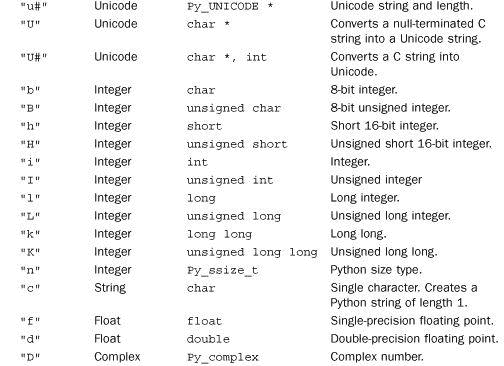 "u#" Unicode Py_UNICODE * Unicode string and length.
"U" Unicode char * Converts a null-terminated C
string into a Unicode string.
"U#" Unicode char *, int Converts a C string into
Unicode.
"b" Integer char 8-bit integer.
"B" Integer unsigned char 8-bit unsigned integer.
"h" Integer short Short 16-bit integer.
"H" Integer unsigned short Unsigned short 16-bit integer.
"i" Integer int Integer.
"I" Integer unsigned int Unsigned integer
"l" Integer long Long integer.
"L" Integer unsigned long Unsigned long integer.
"k" Integer long long Long long.
"K" Integer unsigned long long Unsigned long long.
"n" Integer Py_ssize_t Python size type.
"c" String char Single character. Creates a
Python string of length 1.
"f" Float float Single-precision floating point.
"d" Float double Double-precision floating point.
"D" Complex Py_complex Complex number.